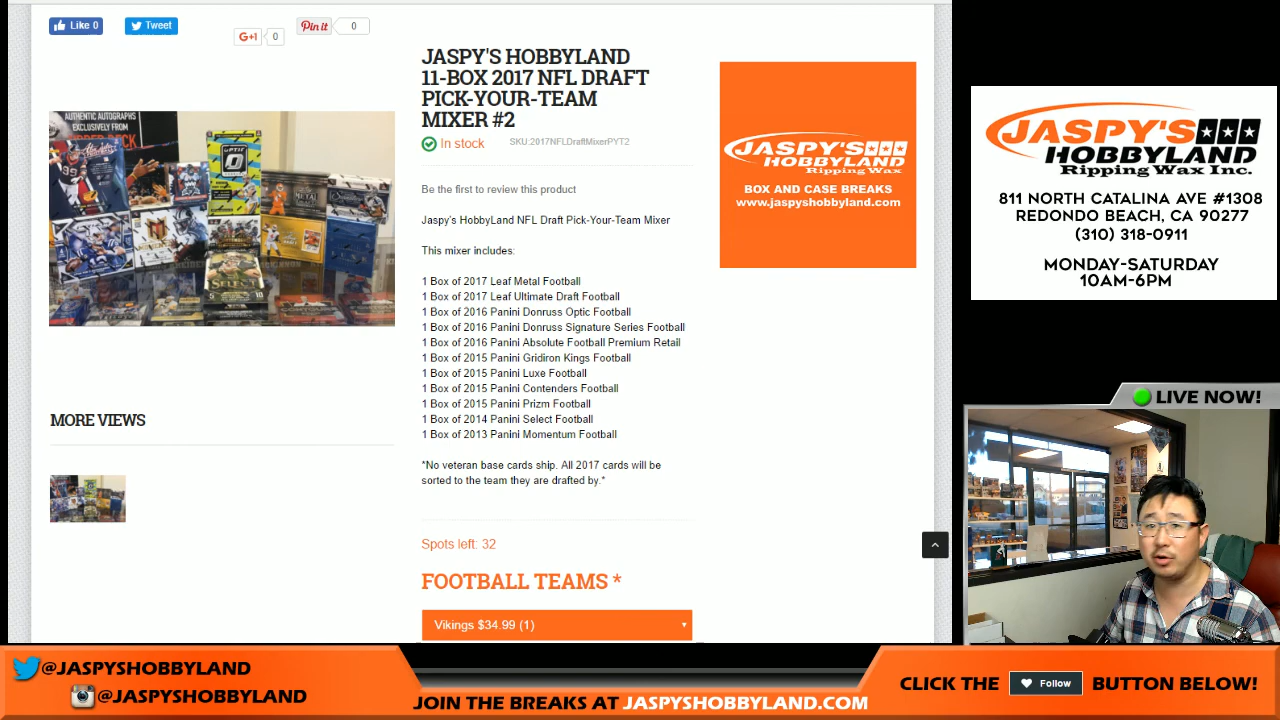 Like 0
Tweet
G+1 0
Pin it 0
JASPY'S HOBBYLAND
11-BOX 2017 NFL DRAFT
PICK-YOUR-TEAM
MIXER #2
In stock
SKU:2017NFLDraftMixerPYT2
Be the first to review this product
Jaspy's HobbyLand NFL Draft Pick-Your-Team Mixer
This mixer includes:
1 Box of 2017 Leaf Metal Football
1 Box of 2017 Leaf Ultimate Draft Football
1 Box of 2016 Panini Donruss Optic Football
1 Box of 2016 Panini Donruss Signature Series Football
1 Box of 2016 Panini Absolute Football Premium Retail
1 Box of 2015 Panini Gridiron Kings Football
1 Box of 2015 Panini Luxe Football
1 Box of 2015 Panini Contenders Football
1 Box of 2015 Panini Prizm Football
1 Box of 2014 Panini Select Football
1 Box of 2013 Panini Momentum Football
*No veteran base cards ship. All 2017 cards will be
sorted to the team they are drafted by.*
Spots left: 32
FOOTBALL TEAMS *
Vikings $34.99 (1)
AUTHENTIC AUTOGRAPHS
EXCLUSIVELY FROM
OPTIC
SELECT
MORE VIEWS
JASPY'S
HOBBYLAND
Ripping Wax
BOX AND CASE BREAKS
www.jaspyshobbyland.com
JASPY'S
HOBBYLAND
Ripping Wax Inc.
811 NORTH CATALINA AVE #1308
REDONDO BEACH, CA 90277
(310) 318-0911
MONDAY-SATURDAY
10AM-6PM
LIVE NOW!
@JASPYSHOBBYLAND
@JASPYSHOBBYLAND
JOIN THE BREAKS AT JASPYSHOBBYLAND.COM
CLICK THE Follow BUTTON BELOW!